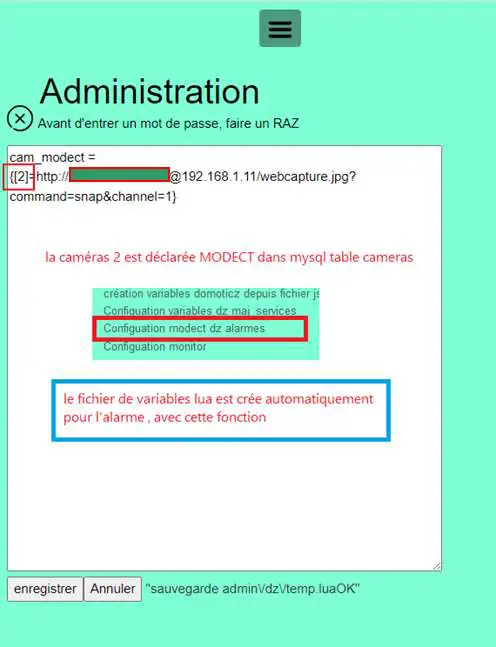 Administration
Avant d'entrer un mot de passe, faire un RAZ
cam_modect =
{[2]=http://@192.168.1.11/webcapture.jpg?
command=snap&channel=1}
la caméras 2 est déclarée MODECT dans mysql table cameras
création variables domoticz depuis fichier js
Configuation variables dz maj_services
Configuation modect dz alarmes
Configuation monitor
le fichier de variables lua est crée automatiquement
pour l'alarme , avec cette fonction
enregistrer Annuler "sauvegarde admin\/dz\/temp.luaOK"